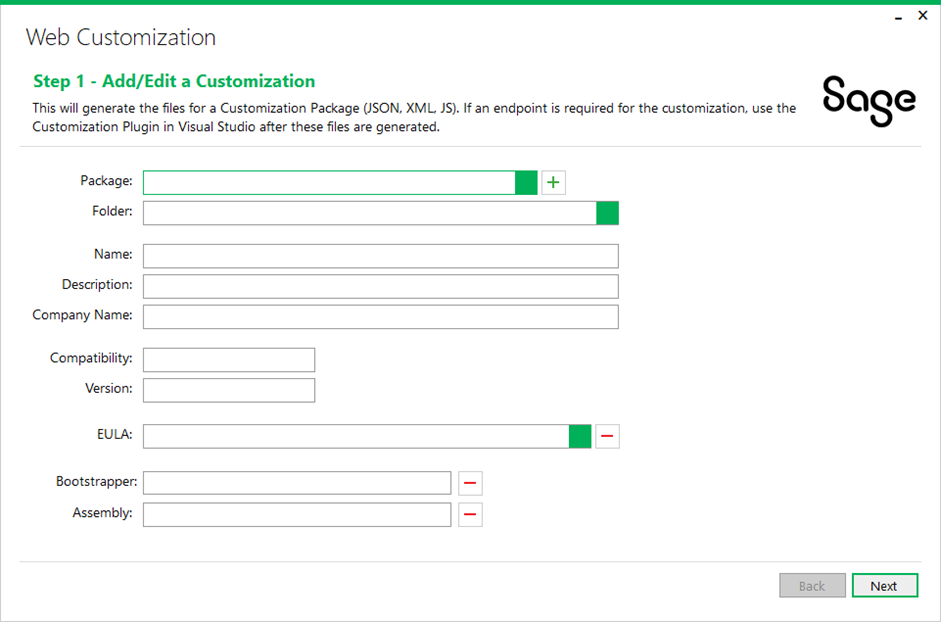 Web Customization
Step 1 - Add/Edit a Customization
This will generate the files for a Customization Package (JSON, XML, JS). If an endpoint is required for the customization, use the
Customization Plugin in Visual Studio after these files are generated.
Sage
Package:
Folder:
Name:
Description:
Company Name:
Compatibility:
Version:
EULA:
Bootstrapper:
Assembly:
Back
Next